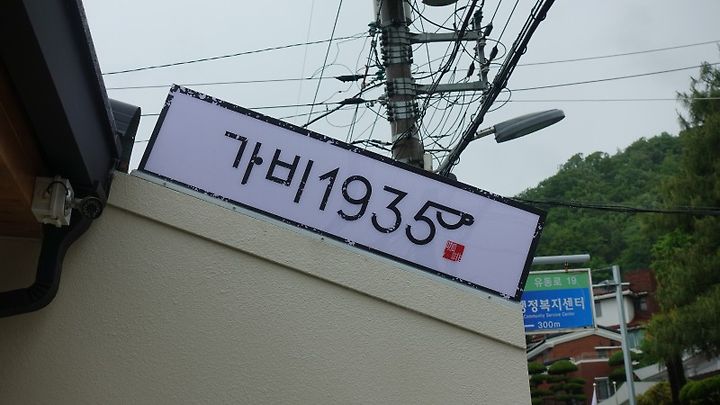 가비1935
유동로 19
행정복지센터
Community Service Center
300m